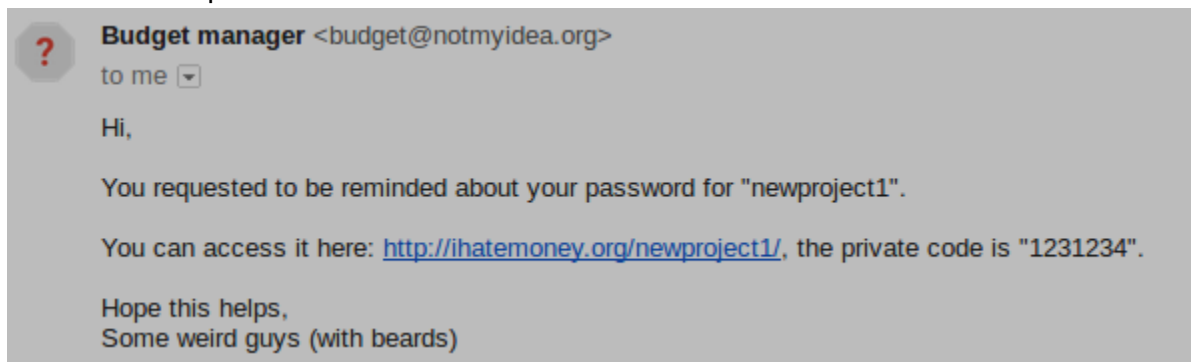 ?
Budget manager <budget@notmyidea.org>
to me
Hi,
You requested to be reminded about your password for "newproject1".
You can access it here: http://ihatemoney.org/newproject1/, the private code is "1231234".
Hope this helps,
Some weird guys (with beards)